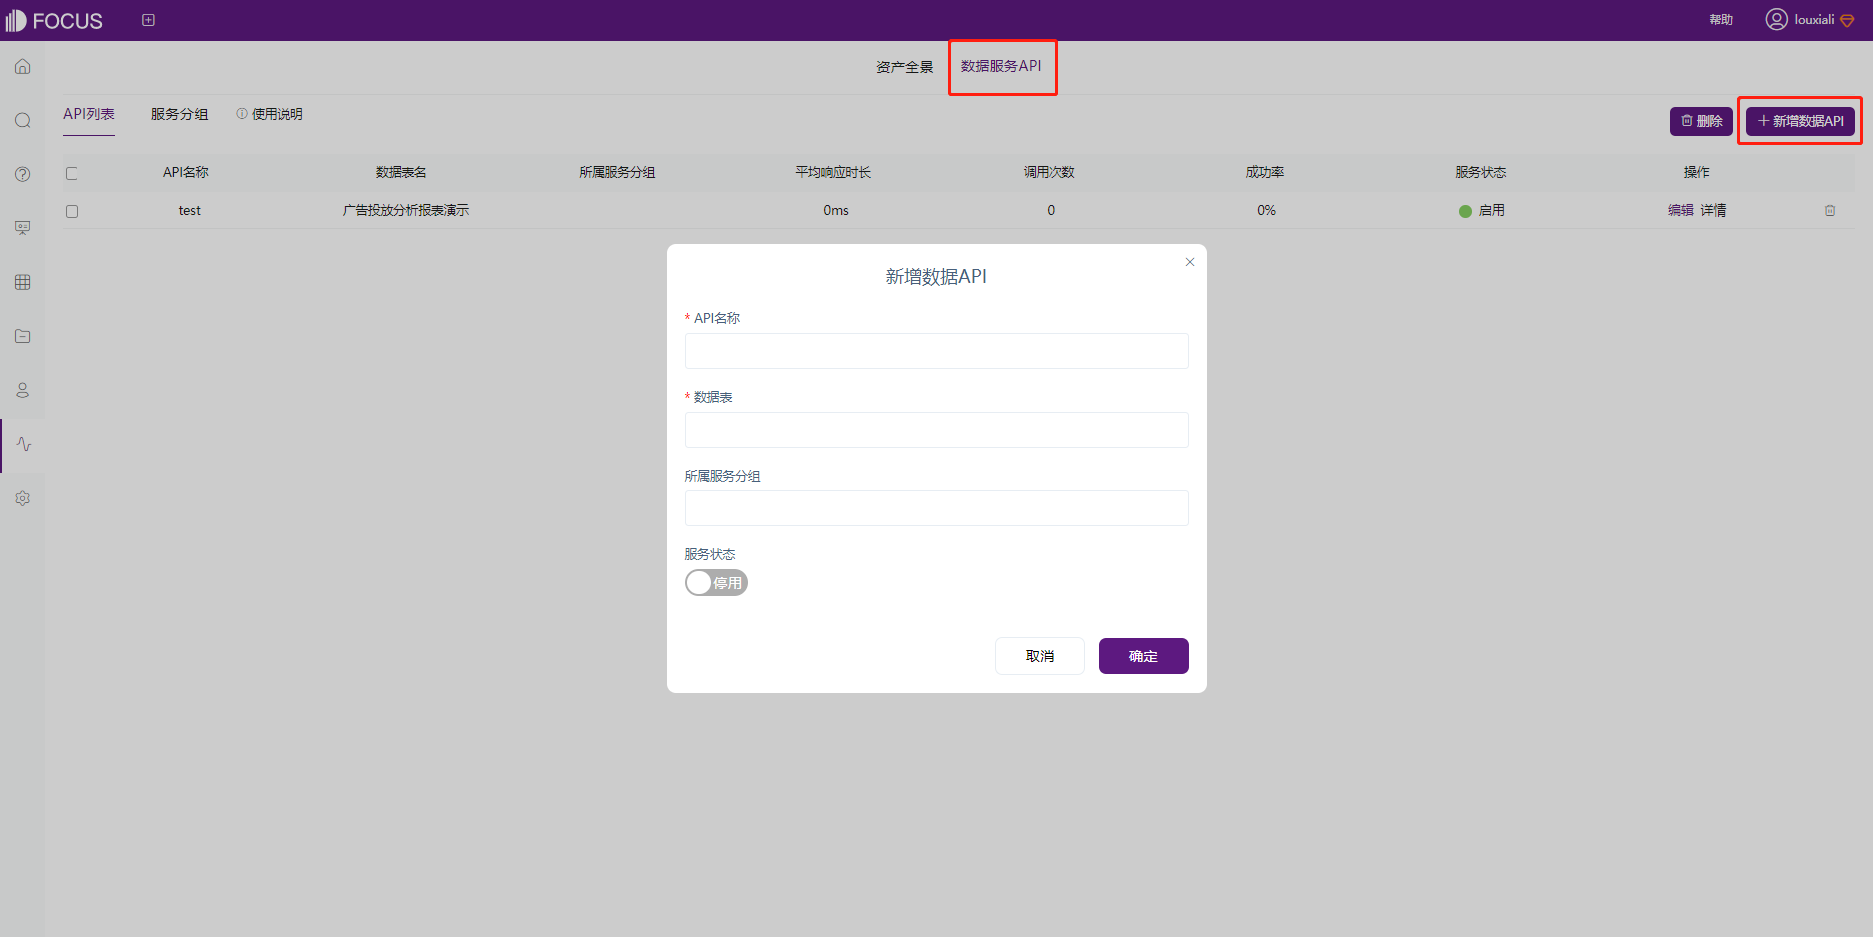 FOCUS
帮助
louxiali
资产全景
数据服务API
API列表
服务分组
使用说明
删除
新增数据API
API名称
数据表名
所属服务分组
平均响应时长
调用次数
成功率
服务状态
操作
test
广告投放分析报表演示
0ms
0
0%
启用
编辑 详情
新增数据API
* API名称
* 数据表
所属服务分组
服务状态
停用
取消
确定